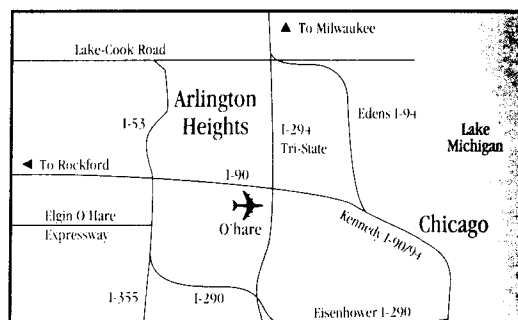 ▲ To Milwaukee
Lake-Cook Road
Arlington
Heights
I-53
I-294
Tri-State
Edens I-94
Lake
Michigan
◄ To Rockford
I-90
Elgin O Hare
Expressway
O'hare
Kennedy I-90/94
Chicago
I-355
I-290
Eisenhower I-290